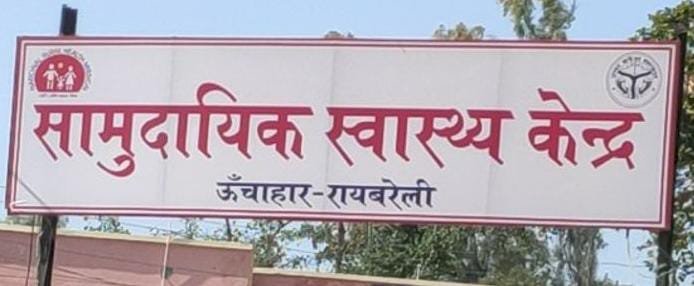 सामुदायिक स्वास्थ्य केन्द्र
ऊँचाहार-रायबरेली